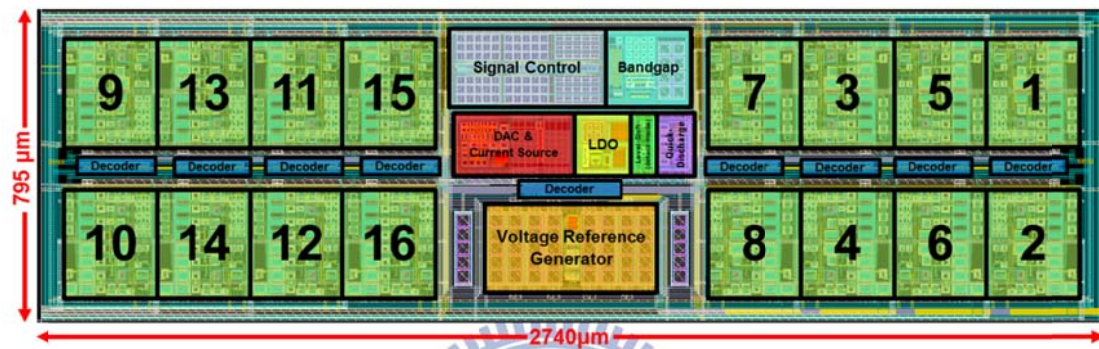 9 13 11 15
Signal Control Bandgap
7 3 5 1
DAC &
Current Source
LDO
Quick-
Discharge
Decoder Decoder Decoder Decoder
Decoder Decoder Decoder Decoder
Decoder
10 14 12 16
Voltage Reference
Generator
8 4 6 2
795 μm
2740μm